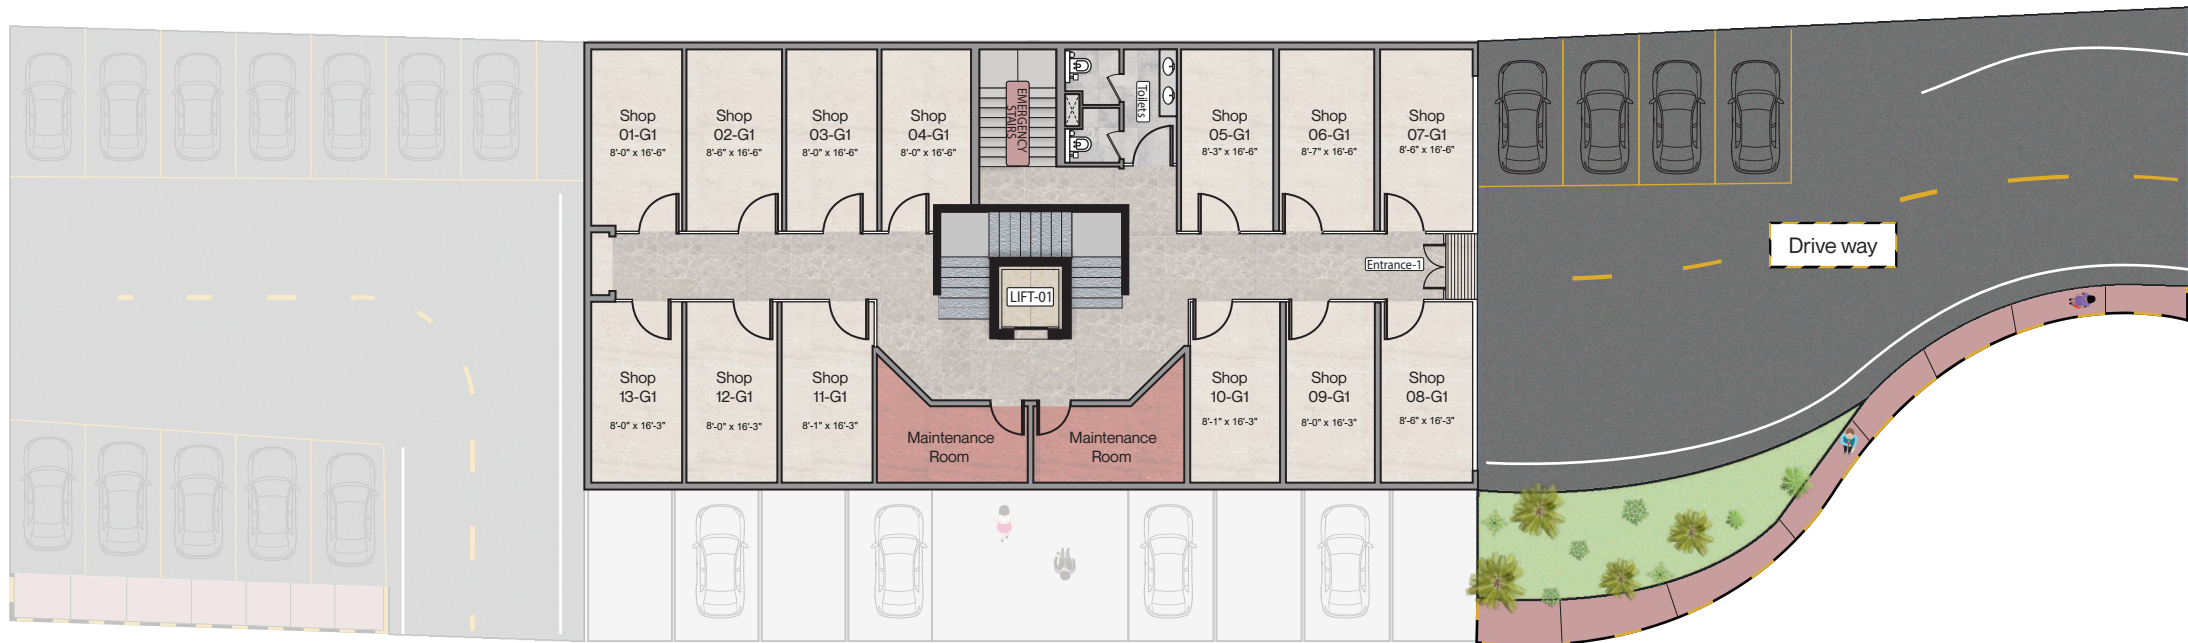 Shop
01-G1
8'-0" x 16'-6"
Shop
02-G1
8'-6" x 16'-6"
Shop
03-G1
8'-0" x 16'-6"
Shop
04-G1
8'-0" x 16'-6"
EMERGENCY
STAIRS
Toilets
Shop
05-G1
8'-3" x 16'-6"
Shop
06-G1
8'-7" x 16'-6"
Shop
07-G1
8'-6" x 16'-6"
Drive way
Entrance-1
LIFT-01
Shop
13-G1
8'-0" x 16'-3"
Shop
12-G1
8'-0" x 16'-3"
Shop
11-G1
8'-1" x 16'-3"
Maintenance
Room
Maintenance
Room
Shop
10-G1
8'-1" x 16'-3"
Shop
09-G1
8'-0" x 16'-3"
Shop
08-G1
8'-6" x 16'-3"